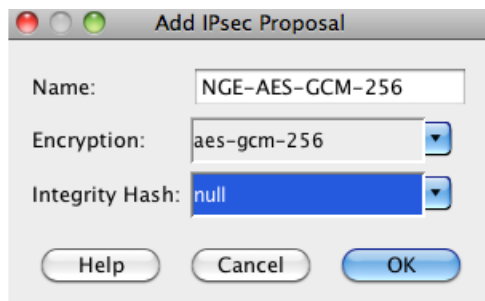 Add IPsec Proposal
Name: NGE-AES-GCM-256
Encryption: aes-gcm-256
Integrity Hash: null
Help Cancel OK